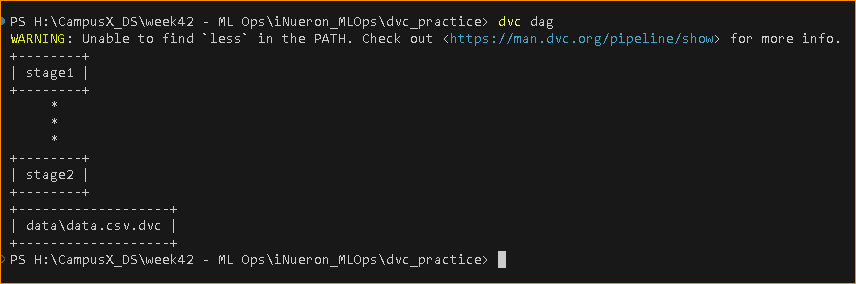 PS H:\CampusX_DS\week42 - ML Ops\iNueron_MLOps\dvc_practice> dvc dag
WARNING: Unable to find `less` in the PATH. Check out <https://man.dvc.org/pipeline/show> for more info.
+--------+
| stage1 |
+--------+
     *
     *
     *
+--------+
| stage2 |
+--------+
+-------------------+
| data\data.csv.dvc |
+-------------------+
PS H:\CampusX_DS\week42 - ML Ops\iNueron_MLOps\dvc_practice>